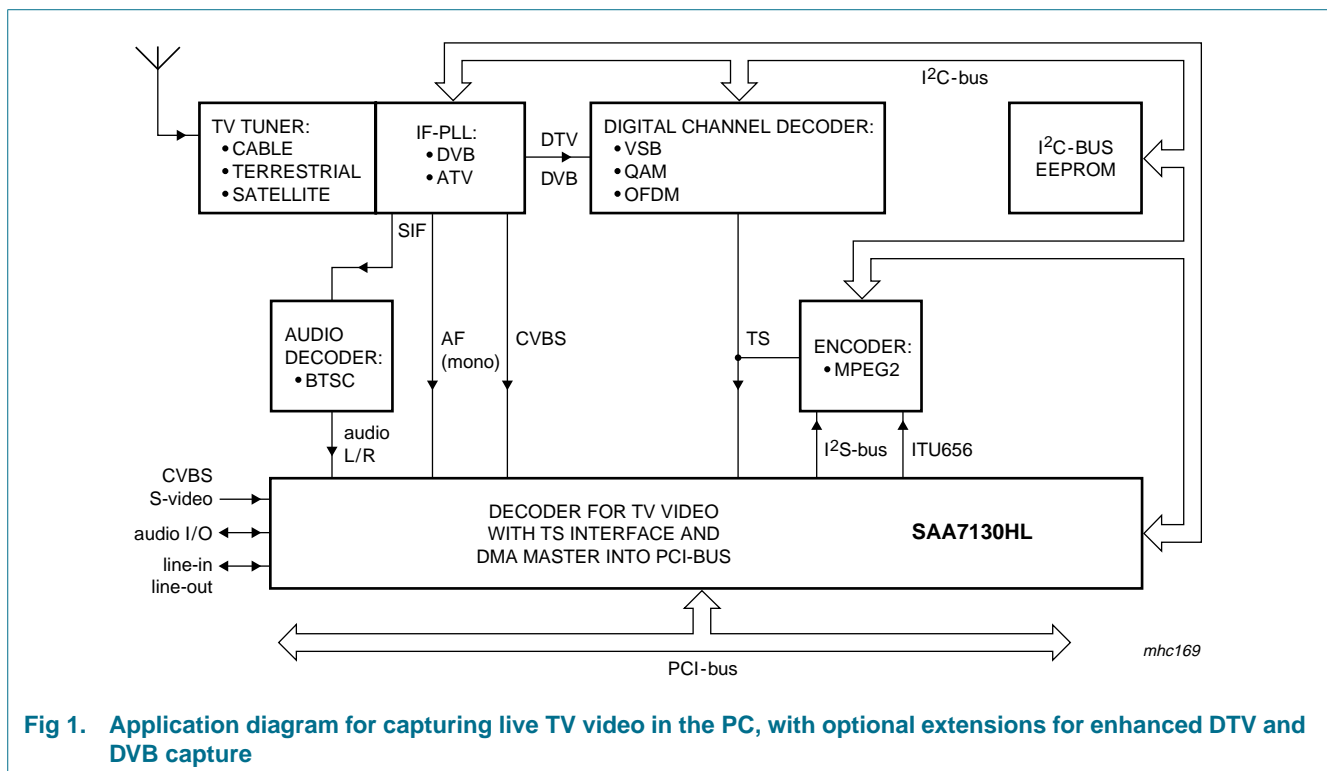 I2C-bus
TV TUNER:
• CABLE
• TERRESTRIAL
• SATELLITE
IF-PLL:
• DVB
• ATV
DTV
DVB
DIGITAL CHANNEL DECODER:
• VSB
• QAM
• OFDM
I2C-BUS
EEPROM
SIF
AUDIO
DECODER:
• BTSC
AF
(mono)
CVBS
TS
ENCODER:
• MPEG2
audio
L/R
I2S-bus
ITU656
CVBS
S-video
audio I/O
line-in
line-out
DECODER FOR TV VIDEO
WITH TS INTERFACE AND
DMA MASTER INTO PCI-BUS
SAA7130HL
PCI-bus
mhc169
Fig 1. Application diagram for capturing live TV video in the PC, with optional extensions for enhanced DTV and
DVB capture